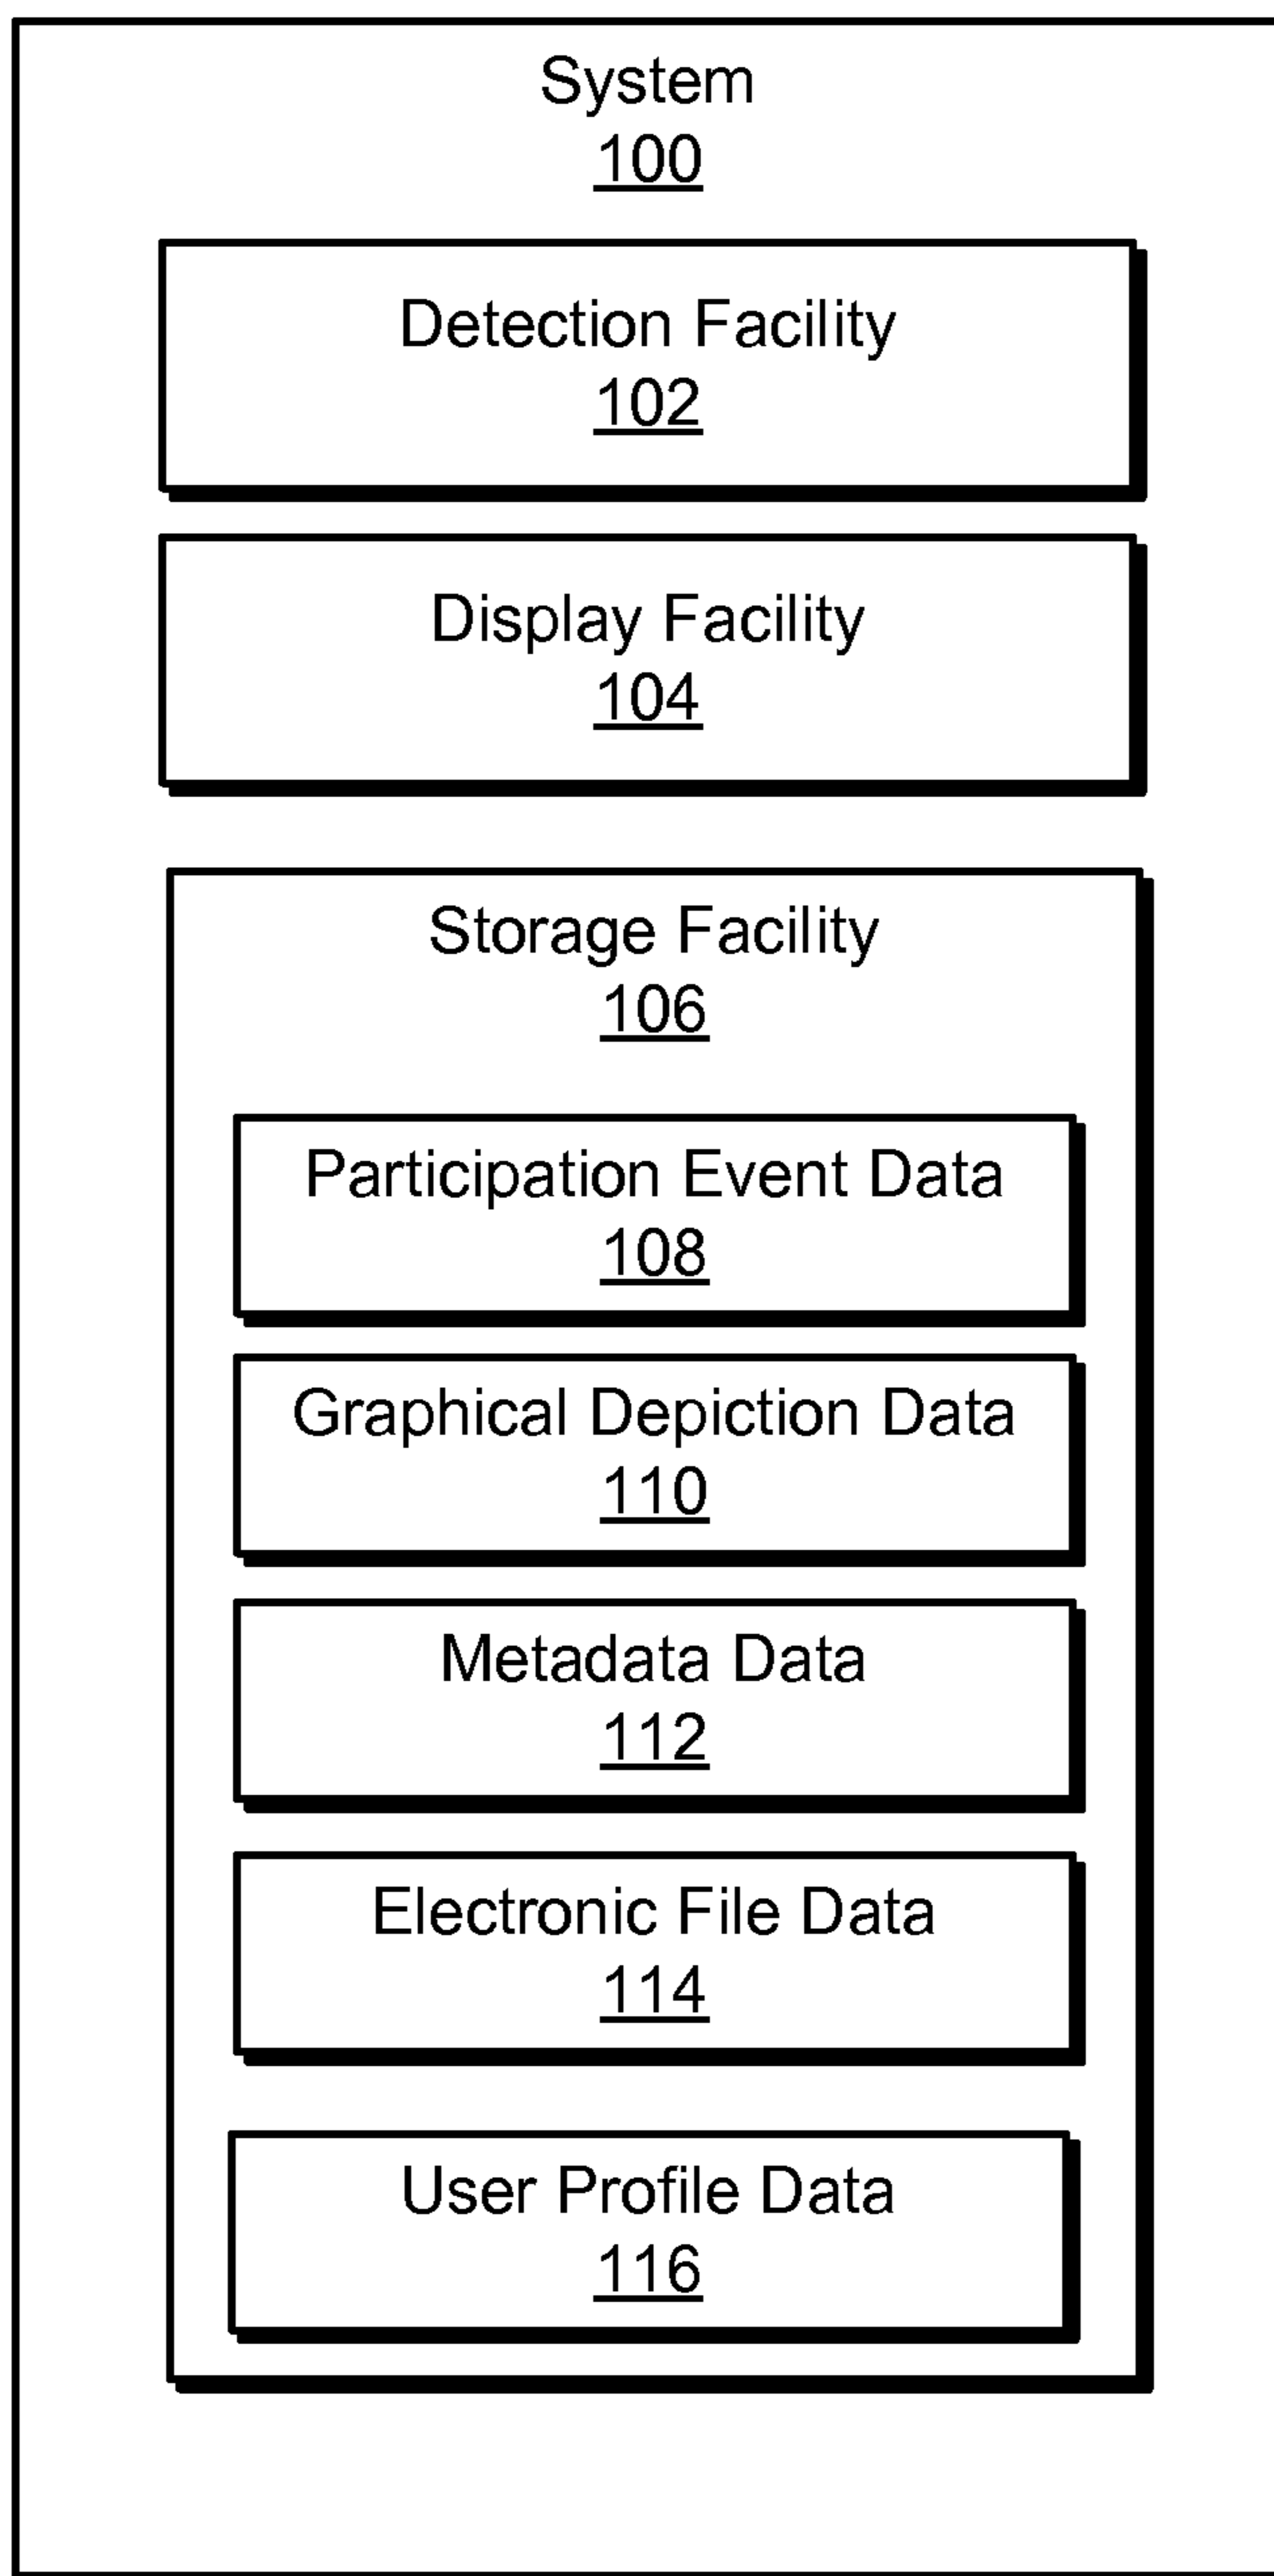 System
100
Detection Facility
102
Display Facility
104
Storage Facility
106
Participation Event Data
108
Graphical Depiction Data
110
Metadata Data
112
Electronic File Data
114
User Profile Data
116